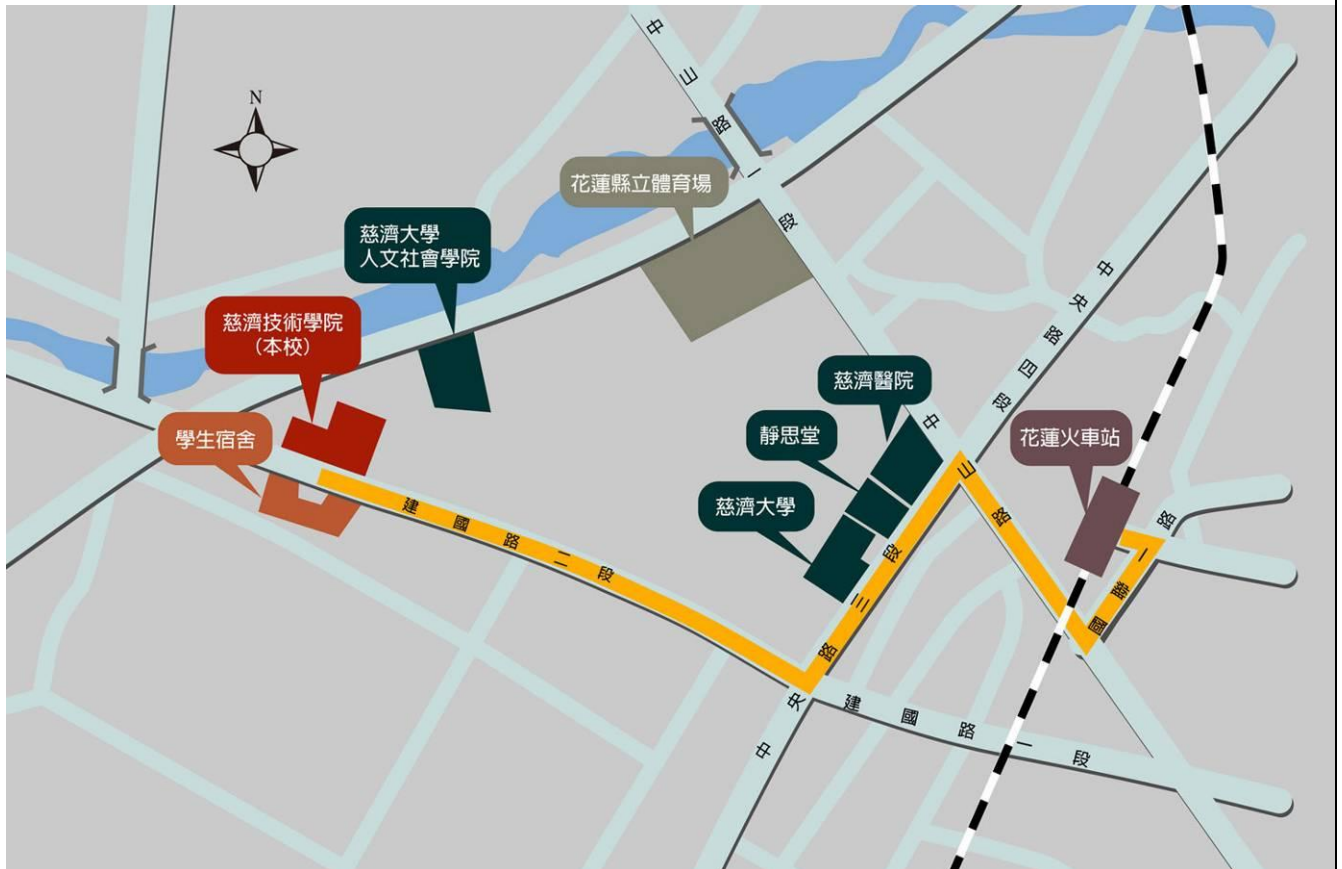 中山路一段
N
花蓮縣立體育場
慈濟大學
人文社會學院
慈濟技術學院
(本校)
中央路四段
慈濟醫院
學生宿舍
靜思堂
花蓮火車站
中山路
慈濟大學
國聯一路
建國路二段
中央路三段
建國路一段